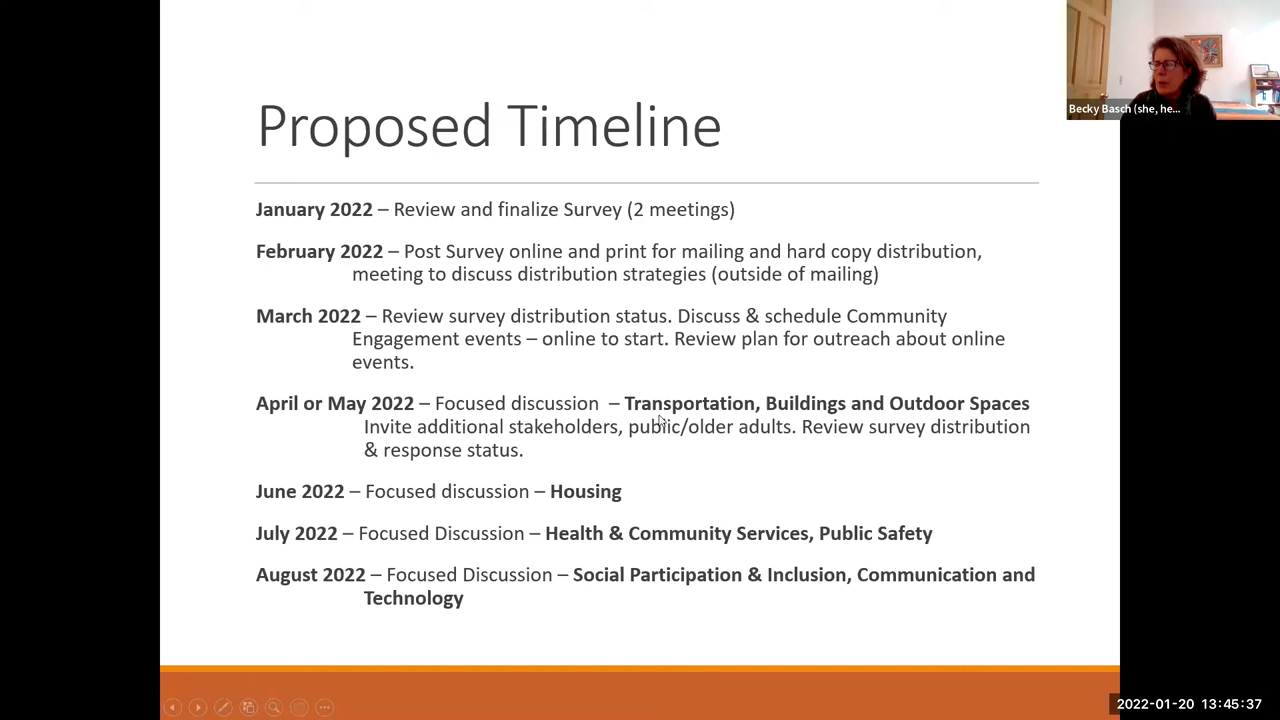 Proposed Timeline
January 2022 – Review and finalize Survey (2 meetings)
February 2022 – Post Survey online and print for mailing and hard copy distribution,
meeting to discuss distribution strategies (outside of mailing)
March 2022 – Review survey distribution status. Discuss & schedule Community
Engagement events – online to start. Review plan for outreach about online
events.
April or May 2022 – Focused discussion – Transportation, Buildings and Outdoor Spaces
Invite additional stakeholders, public/older adults. Review survey distribution
& response status.
June 2022 – Focused discussion – Housing
July 2022 – Focused Discussion – Health & Community Services, Public Safety
August 2022 – Focused Discussion – Social Participation & Inclusion, Communication and
Technology
Becky Basch (she, he...
2022-01-20 13:45:37